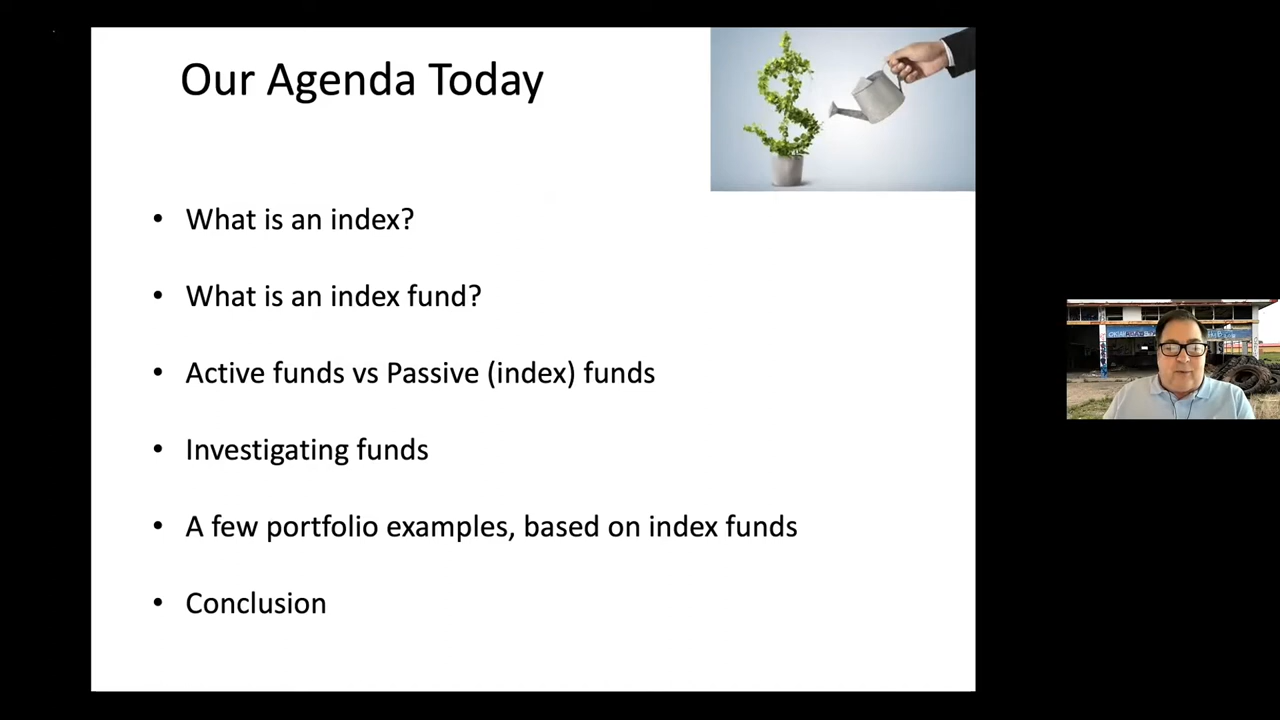 Our Agenda Today
• What is an index?
• What is an index fund?
• Active funds vs Passive (index) funds
• Investigating funds
• A few portfolio examples, based on index funds
• Conclusion